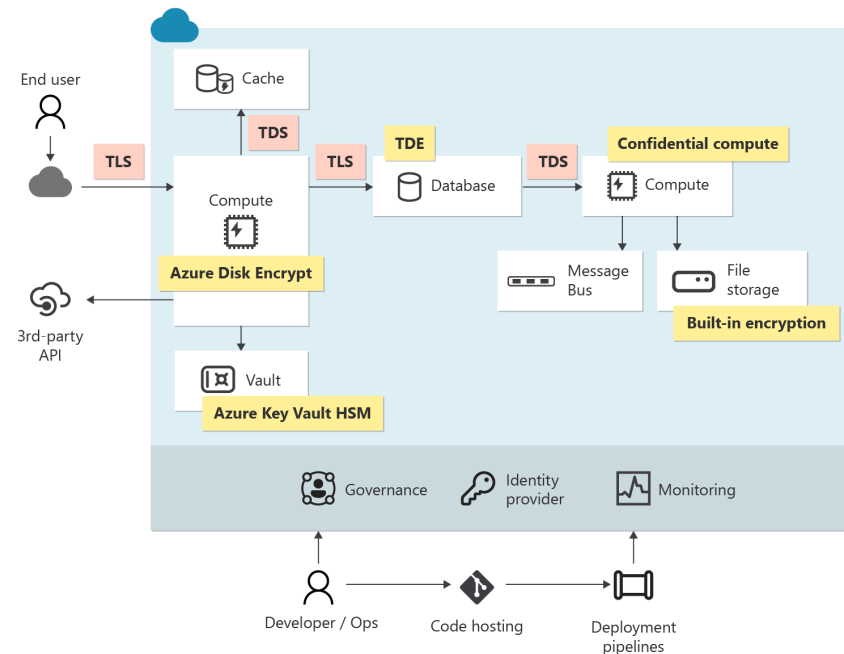 End user
Cache
TDS
TLS
TLS
TDE
Database
TDS
Confidential compute
Compute
Compute
Azure Disk Encrypt
Message
Bus
File
storage
Built-in encryption
3rd-party
API
Vault
Azure Key Vault HSM
Governance
Identity
provider
Monitoring
Developer / Ops
Code hosting
Deployment
pipelines